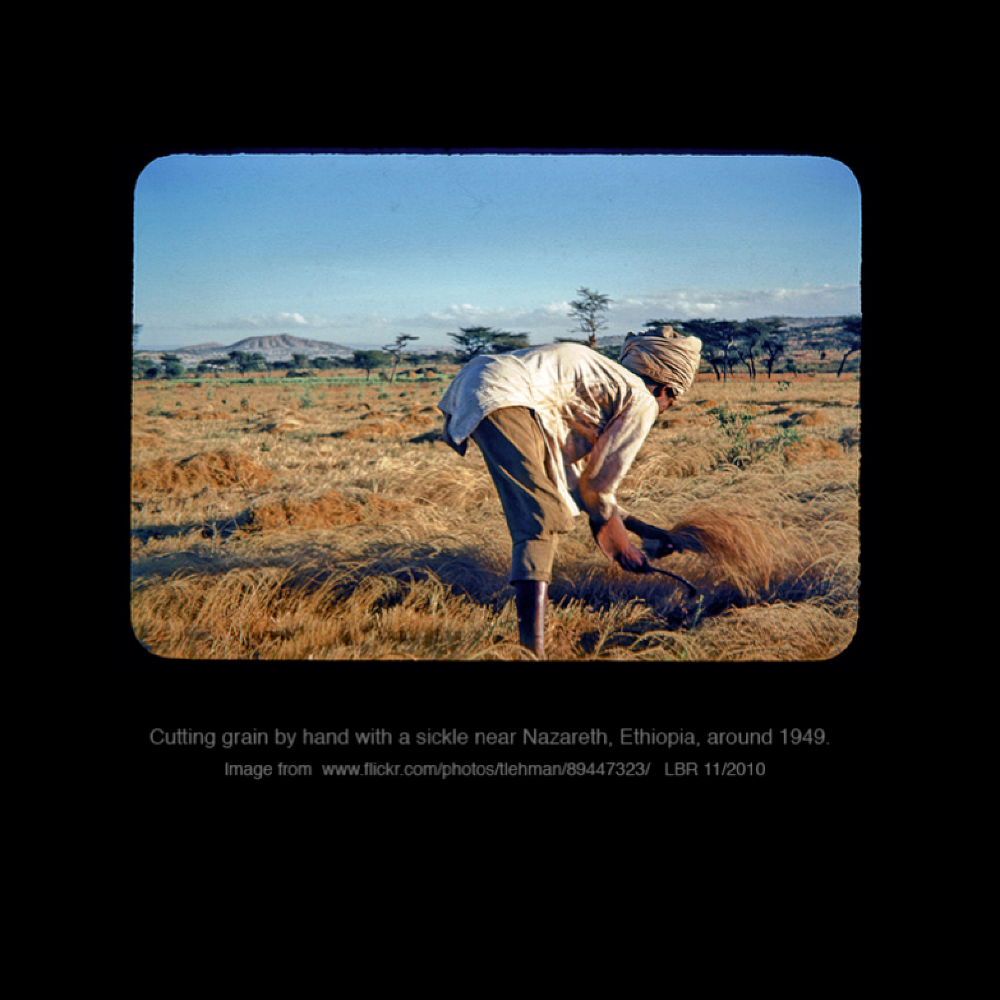 Cutting grain by hand with a sickle near Nazareth, Ethiopia, around 1949.
Image from www.flickr.com/photos/tlehman/89447323/ LBR 11/2010